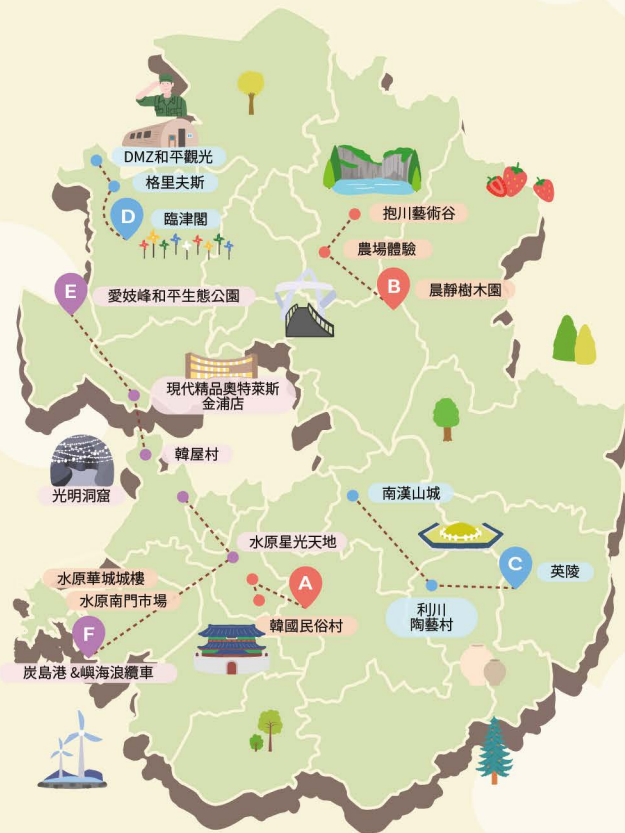 DMZ和平觀光
格里夫斯
D
臨津閣
抱川藝術谷
農場體驗
B
晨靜樹木園
E
愛妓峰和平生態公園
現代精品奧特萊斯
金浦店
韓屋村
光明洞窟
南漢山城
水原星光天地
C
英陵
水原華城城樓
水原南門市場
A
利川
陶藝村
韓國民俗村
F
炭島港 &嶼海浪纜車